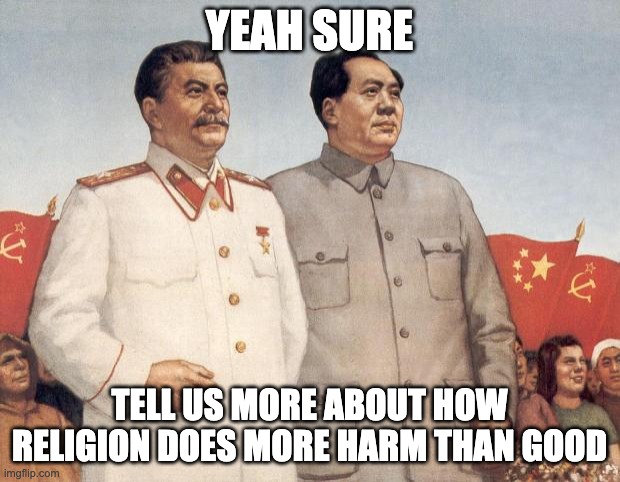 YEAH SURE
TELL US MORE ABOUT HOW
RELIGION DOES MORE HARM THAN GOOD
imgflip.com